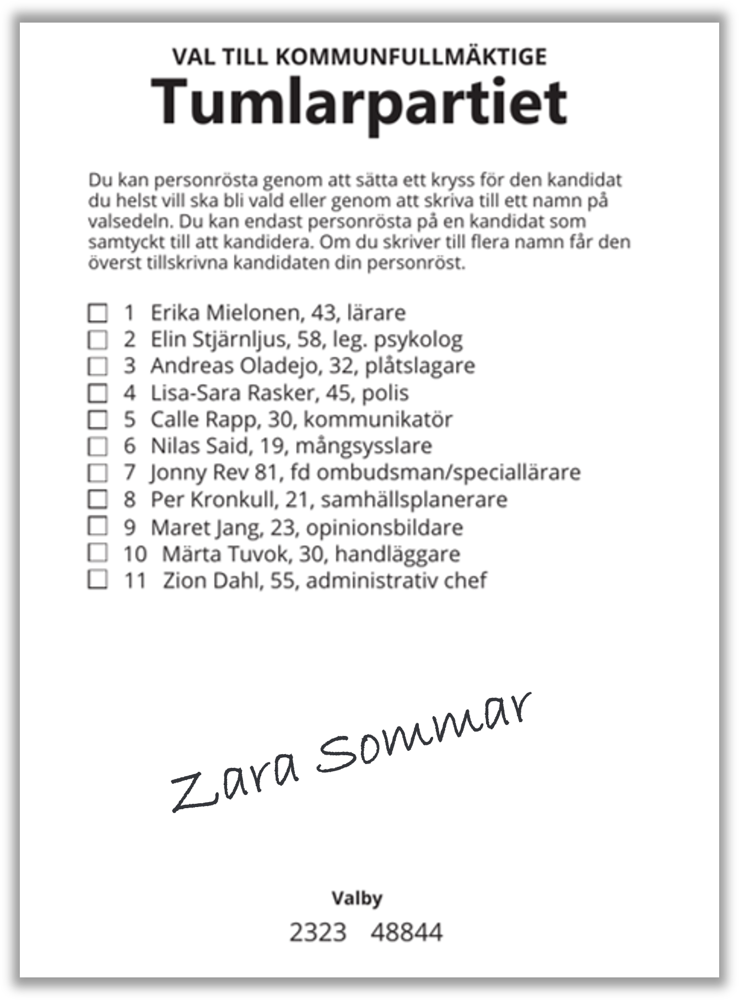 VAL TILL KOMMUNFULLMÄKTIGE
Tumlarpartiet
Du kan personrösta genom att sätta ett kryss för den kandidat
du helst vill ska bli vald eller genom att skriva till ett namn på
valsedeln. Du kan endast personrösta på en kandidat som
samtyckt till att kandidera. Om du skriver till flera namn får den
överst tillskrivna kandidaten din personröst.
1 Erika Mielonen, 43, lärare
2 Elin Stjärnljus, 58, leg. psykolog
3 Andreas Oladejo, 32, plåtslagare
4 Lisa-Sara Rasker, 45, polis
5 Calle Rapp, 30, kommunikatör
6 Nilas Said, 19, mångsysslare
7 Jonny Rev 81, fd ombudsman/speciallärare
8 Per Kronkull, 21, samhällsplanerare
9 Maret Jang, 23, opinionsbildare
10 Märta Tuvok, 30, handläggare
11 Zion Dahl, 55, administrativ chef
Zara Sommar
Valby
2323 48844